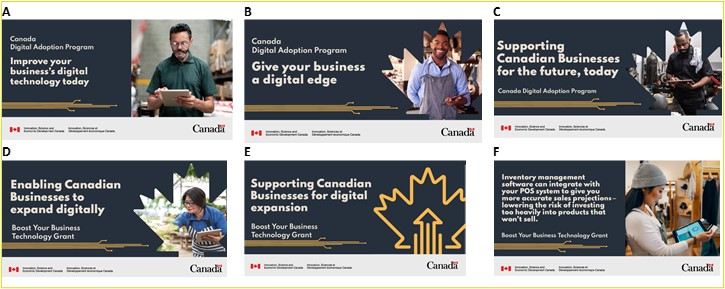 A
Canada
Digital Adoption Program
Improve your
business's digital
technology today
Innovation, Science and
Economic Development Canada
Innovation, Sciences et
Développement économique Canada
Canada
B
Canada
Digital Adoption Program
Give your business
a digital edge
Innovation, Science and
Economic Development Canada
Innovation, Sciences et
Développement économique Canada
Canada
C
Supporting
Canadian Businesses
for the future, today
Canada Digital Adoption Program
Innovation, Science and
Economic Development Canada
Innovation, Sciences et
Développement économique Canada
Canada
D
Enabling Canadian
Businesses to
expand digitally
Boost Your Business
Technology Grant
Innovation, Science and
Economic Development Canada
Innovation, Sciences et
Développement économique Canada
Canada
E
Supporting Canadian
Businesses for digital
expansion
Boost Your Business
Technology Grant
Innovation, Science and
Economic Development Canada
Innovation, Sciences et
Développement économique Canada
Canada
F
Inventory management
software can integrate with
your POS system to give you
more accurate sales projections–
lowering the risk of investing
too heavily into products that
won't sell.
Boost Your Business Technology Grant
Innovation, Science and
Economic Development Canada
Innovation, Sciences et
Développement économique Canada
Canada